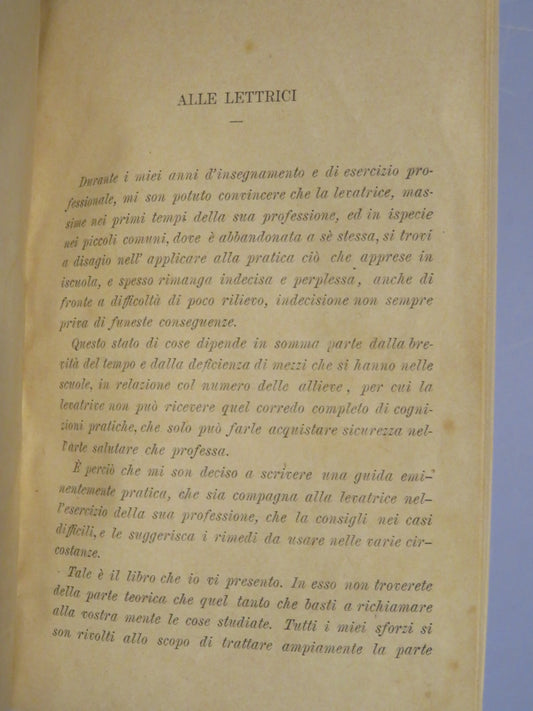 ALLE LETTRICI
Durante i miei anni d'insegnamento e di esercizio pro-
fessionale, mi son potuto convincere che la levatrice, mas-
sime nei primi tempi della sua professione, ed in ispecie
nei piccoli comuni, dove è abbandonata a sè stessa, si trovi
a disagio nell' applicare alla pratica ciò che apprese in
iscuola, e spesso rimanga indecisa e perplessa, anche di
fronte a difficoltà di poco rilievo, indecisione non sempre
priva di funeste conseguenze.
Questo stato di cose dipende in somma parte dalla bre-
vità del tempo e dalla deficienza di mezzi che si hanno nelle
scuole, in relazione col numero delle allieve, per cui la
levatrice non può ricevere quel corredo completo di cogni-
zioni pratiche, che solo può farle acquistare sicurezza nel-
l'arte salutare che professa.
È perciò che mi son deciso a scrivere una guida emi-
nentemente pratica, che sia compagna alla levatrice nel-
l'esercizio della sua professione, che la consigli nei casi
difficili, e le suggerisca i rimedi da usare nelle varie cir-
costanze.
Tale è il libro che io vi presento. In esso non troverete
della parte teorica che quel tanto che basti a richiamare
alla vostra mente le cose studiate. Tutti i miei sforzi si
son rivolti allo scopo di trattare ampiamente la parte